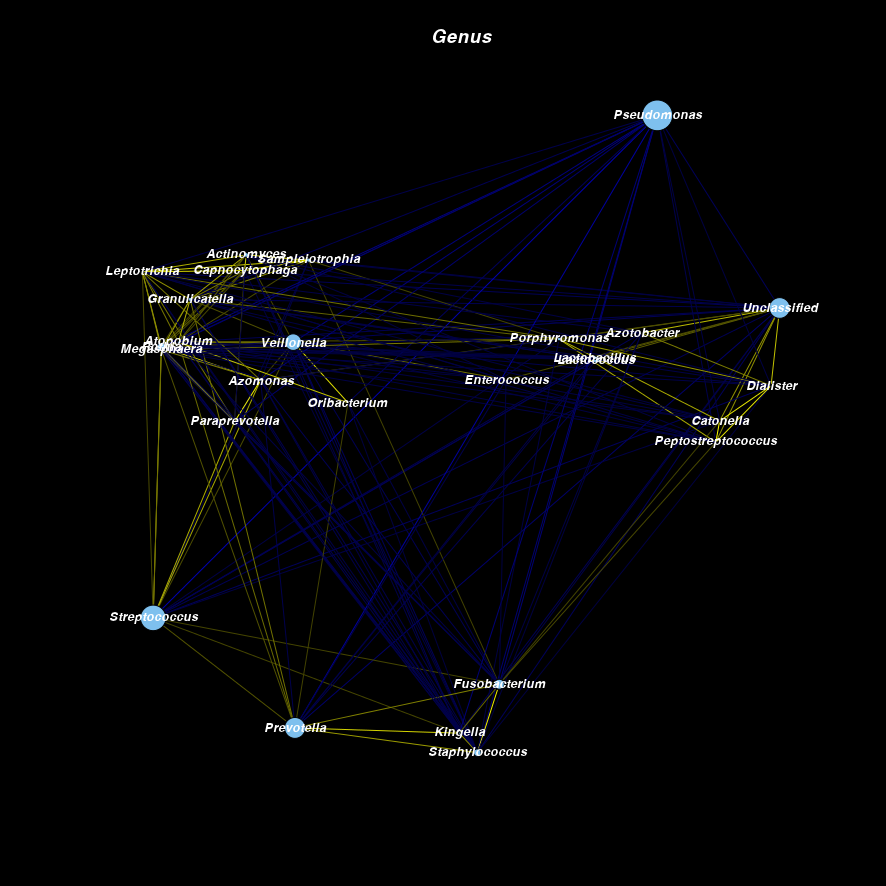 Genus
Pseudomonas
Actinomyces
Sampleiotrophia
Leptotrichia
Capnocytophaga
Granulicatella
Unclassified
Azotobacter
Porphyromonas
Atopobium
Veillonella
Megasphaera
Lactobacillus
Lactococcus
Azomonas
Enterococcus
Dialister
Oribacterium
Paraprevotella
Catonella
Peptostreptococcus
Streptococcus
Fusobacterium
Prevotella
Kingella
Staphylococcus